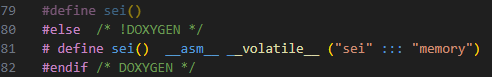 79 #define sei()
80 #else  /* !DOXYGEN */
81 # define sei()  __asm__ __volatile__ ("sei" ::: "memory")
82 #endif /* DOXYGEN */